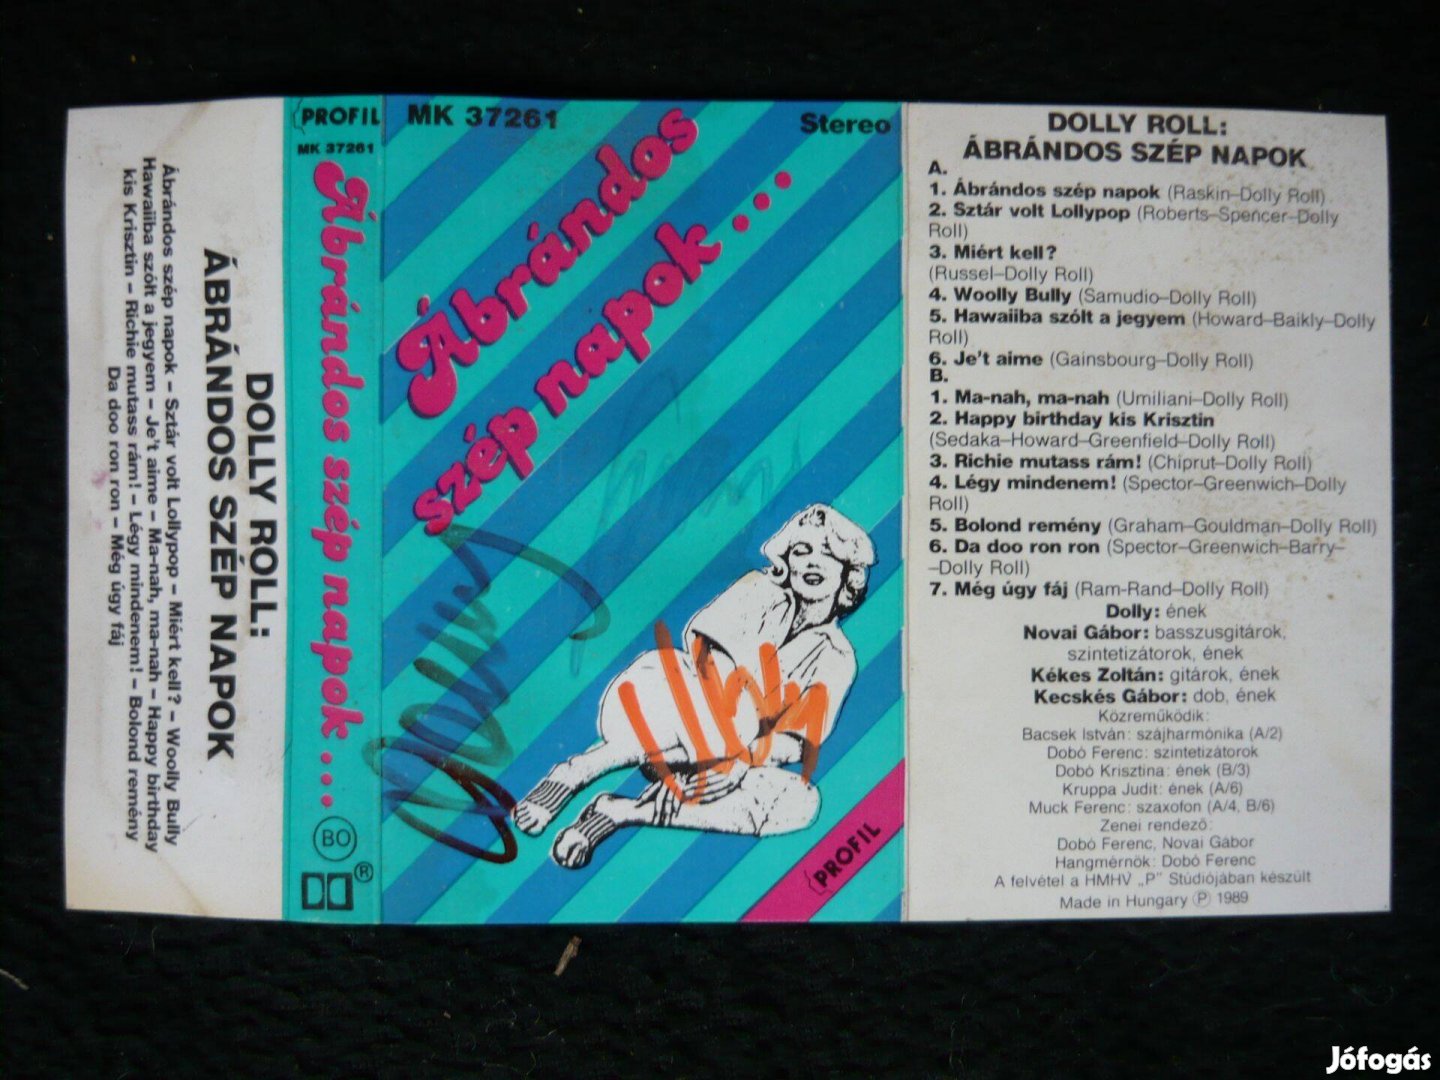 DOLLY ROLL:
ÁBRÁNDOS SZÉP NAPOK
Ábrándos szép napok – Sztár volt Lollypop – Miért kell? – Woolly Bully
Hawaiiba szólt a jegyem – Je't aime – Ma-nah, ma-nah – Happy birthday
kis Krisztin – Richie mutass rám! – Légy mindenem! – Bolond remény
Da doo ron ron – Még úgy fáj
PROFIL
MK 37261
Ábrándos szép napok...
BO
®
MK 37261
Stereo
Ábrándos
szép napok...
PROFIL
DOLLY ROLL:
ÁBRÁNDOS SZÉP NAPOK
A.
1. Ábrándos szép napok (Raskin–Dolly Roll)
2. Sztár volt Lollypop (Roberts–Spencer–Dolly
Roll)
3. Miért kell?
(Russel–Dolly Roll)
4. Woolly Bully (Samudio–Dolly Roll)
5. Hawaiiba szólt a jegyem (Howard–Baikly–Dolly
Roll)
6. Je't aime (Gainsbourg–Dolly Roll)
B.
1. Ma-nah, ma-nah (Umiliani–Dolly Roll)
2. Happy birthday kis Krisztin
(Sedaka–Howard–Greenfield–Dolly Roll)
3. Richie mutass rám! (Chiprut–Dolly Roll)
4. Légy mindenem! (Spector–Greenwich–Dolly
Roll)
5. Bolond remény (Graham–Gouldman–Dolly Roll)
6. Da doo ron ron (Spector–Greenwich–Barry–
–Dolly Roll)
7. Még úgy fáj (Ram-Rand–Dolly Roll)
Dolly: ének
Novai Gábor: basszusgitárok,
szintetizátorok, ének
Kékes Zoltán: gitárok, ének
Kecskés Gábor: dob, ének
Közreműködik:
Bacsek István: szájharmónika (A/2)
Dobó Ferenc: szintetizátorok
Dobó Krisztina: ének (B/3)
Kruppa Judit: ének (A/6)
Muck Ferenc: szaxofon (A/4, B/6)
Zenei rendező:
Dobó Ferenc, Novai Gábor
Hangmérnök: Dobó Ferenc
A felvétel a HMHV „P" Stúdiójában készült
Made in Hungary Ⓟ 1989
Jófogás